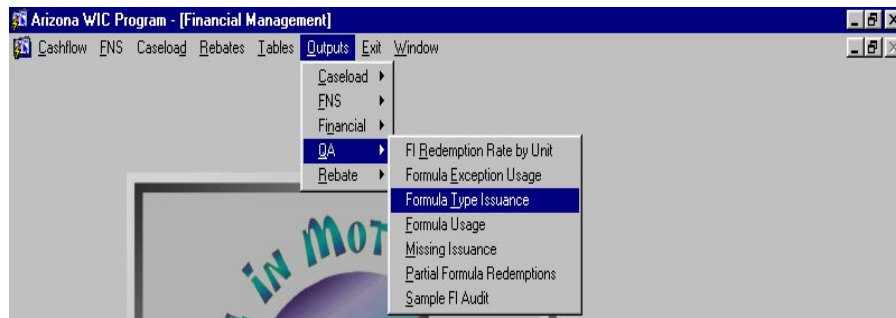 Arizona WIC Program - [Financial Management]
Cashflow FNS Caseload Rebates Tables Outputs Exit Window
Caseload
FNS
Financial
QA
Rebate
FI Redemption Rate by Unit
Formula Exception Usage
Formula Type Issuance
Formula Usage
Missing Issuance
Partial Formula Redemptions
Sample FI Audit
IN MOT